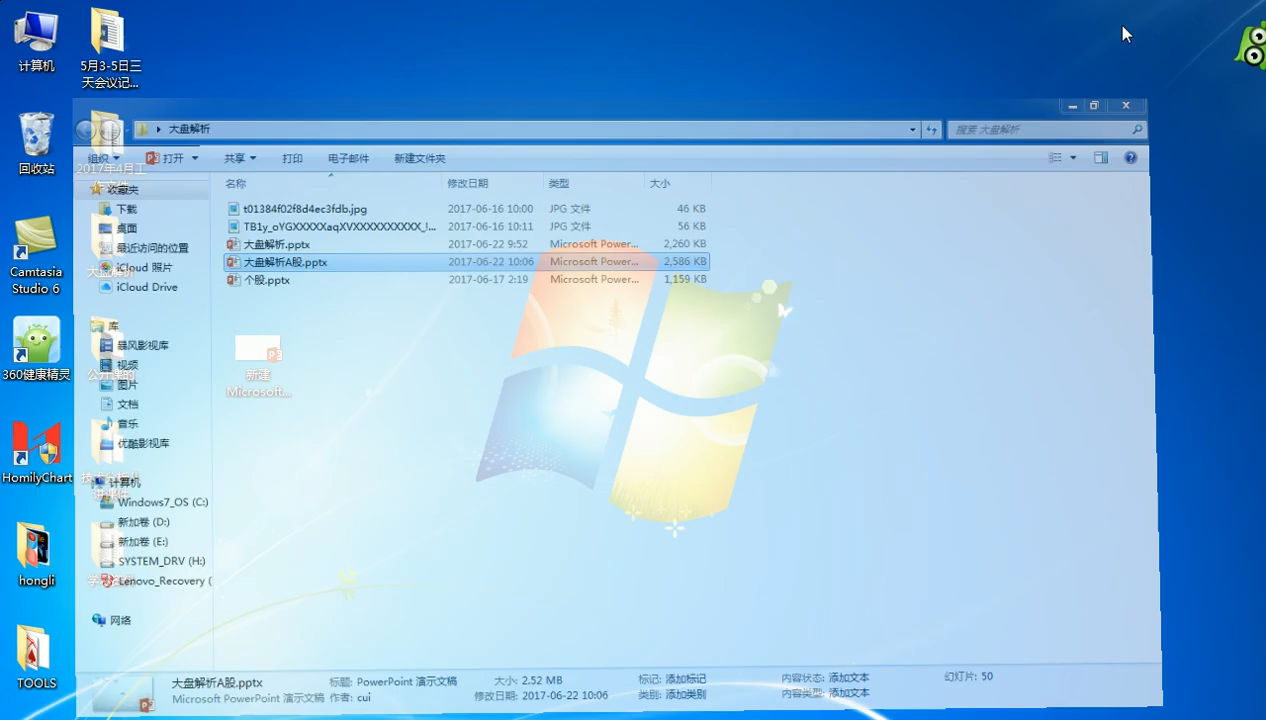 计算机
5月3-5日三
天会议记...
回收站
Camtasia
Studio 6
360健康精灵
HomilyChart
hongli
TOOLS
大盘解析
搜索 大盘解析
组织
打开
共享
打印
电子邮件
新建文件夹
2017年4月工
收藏夹
下载
桌面
最近访问的位置
iCloud 照片
iCloud Drive
库
暴风影视库
视频
图片
文档
音乐
优酷影视库
计算机
Windows7_OS (C:)
新加卷 (D:)
新加卷 (E:)
SYSTEM_DRV (H:)
Lenovo_Recovery (
网络
名称 修改日期 类型 大小
t01384f02f8d4ec3fdb.jpg 2017-06-16 10:00 JPG 文件 46 KB
TB1y_oYGXXXXXaqXVXXXXXXXXXX_!... 2017-06-16 10:11 JPG 文件 56 KB
大盘解析.pptx 2017-06-22 9:52 Microsoft Power... 2,260 KB
大盘解析A股.pptx 2017-06-22 10:06 Microsoft Power... 2,586 KB
个股.pptx 2017-06-17 2:19 Microsoft Power... 1,159 KB
新建
Microsoft...
大盘解析A股.pptx 标题: PowerPoint 演示文稿 大小: 2.52 MB 标记: 添加标记 内容状态: 添加文本 幻灯片: 50
Microsoft PowerPoint 演示文稿 作者: cui 修改日期: 2017-06-22 10:06 类别: 添加类别 内容类型: 添加文本